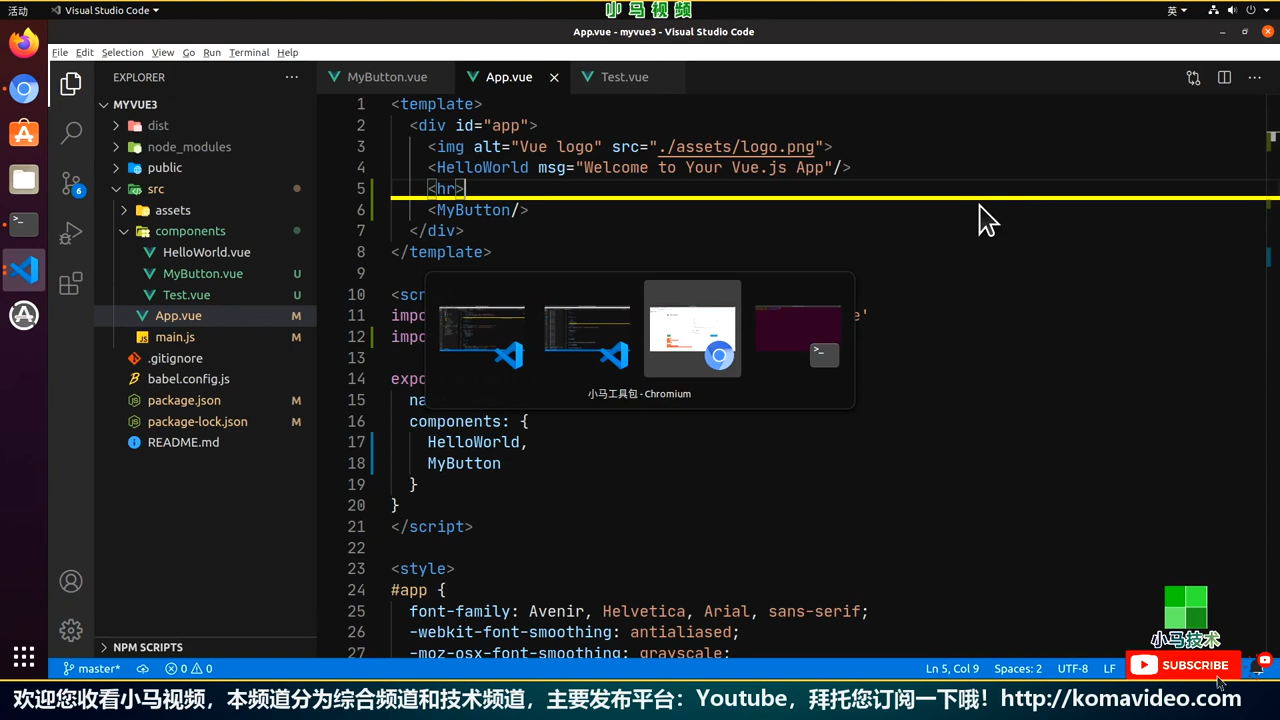 活动
Visual Studio Code
小马视频
英
App.vue - myvue3 - Visual Studio Code
File Edit Selection View Go Run Terminal Help
EXPLORER
MyButton.vue
App.vue
Test.vue
MYVUE3
dist
node_modules
public
src
assets
components
HelloWorld.vue
MyButton.vue U
Test.vue U
App.vue M
main.js M
.gitignore
babel.config.js
package.json M
package-lock.json M
README.md
NPM SCRIPTS
6
1 <template>
2 <div id="app">
3 <img alt="Vue logo" src="./assets/logo.png">
4 <HelloWorld msg="Welcome to Your Vue.js App"/>
5 <hr>
6 <MyButton/>
7 </div>
8 </template>
9
10 <scr
11 impo e'
12 impo
13
14 expo
15 na
16 components: {
17 HelloWorld,
18 MyButton
19 }
20 }
21 </script>
22
23 <style>
24 #app {
25 font-family: Avenir, Helvetica, Arial, sans-serif;
26 -webkit-font-smoothing: antialiased;
27 -moz-osx-font-smoothing: grayscale;
小马工具包 - Chromium
小马技术
SUBSCRIBE
master* 0 0 Ln 5, Col 9 Spaces: 2 UTF-8 LF
欢迎您收看小马视频，本频道分为综合频道和技术频道，主要发布平台：Youtube，拜托您订阅一下哦！http://komavideo.com